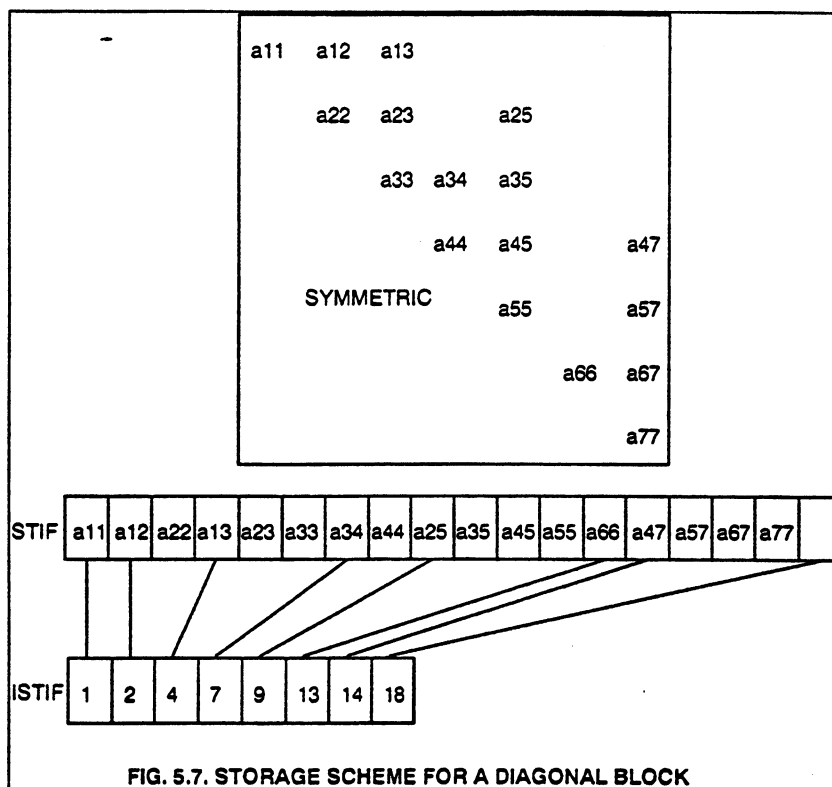 a11 a12 a13
a22 a23 a25
a33 a34 a35
a44 a45 a47
SYMMETRIC
a55 a57
a66 a67
a77
STIF a11 a12 a22 a13 a23 a33 a34 a44 a25 a35 a45 a55 a66 a47 a57 a67 a77
ISTIF 1 2 4 7 9 13 14 18
FIG. 5.7. STORAGE SCHEME FOR A DIAGONAL BLOCK